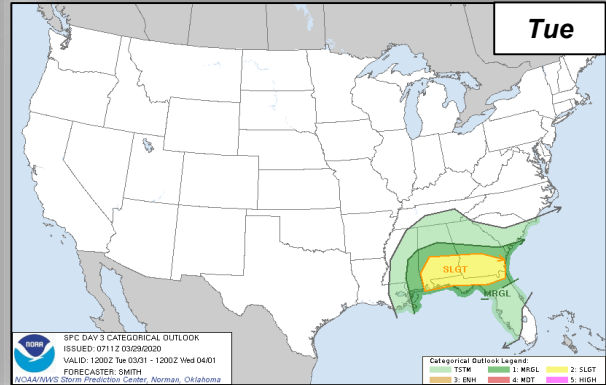 Tue
SLGT
MRGL
NOAA
SPC DAY 3 CATEGORICAL OUTLOOK
ISSUED: 0711Z 03/29/2020
VALID: 1200Z Tue 03/31 - 1200Z Wed 04/01
FORECASTER: SMITH
NOAA/NWS Storm Prediction Center, Norman, Oklahoma
Categorical Outlook Legend:
TSTM 1: MRGL 2: SLGT
3: ENH 4: MDT 5: HIGH